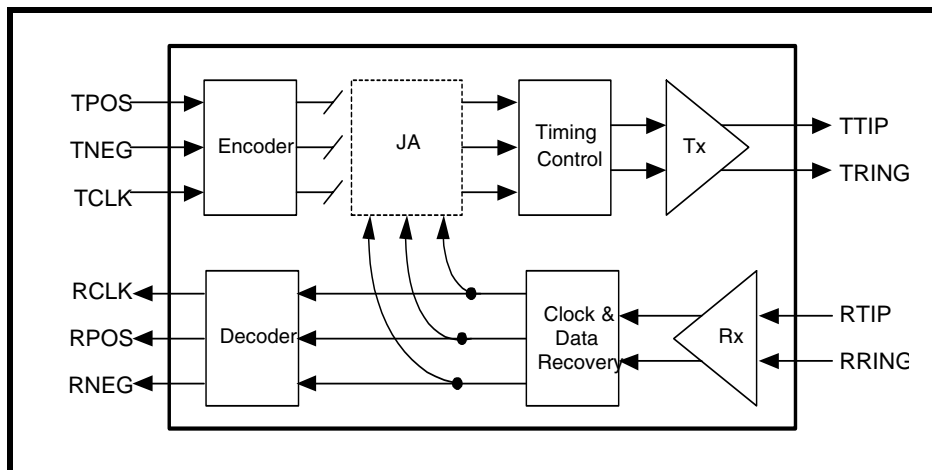 TPOS
TNEG
TCLK
Encoder
JA
Timing
Control
Tx
TTIP
TRING
RCLK
RPOS
RNEG
Decoder
Clock &
Data
Recovery
Rx
RTIP
RRING